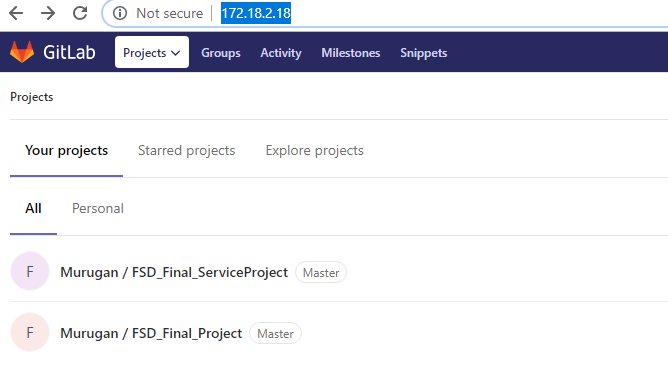 Not secure 172.18.2.18
GitLab Projects Groups Activity Milestones Snippets
Projects
Your projects Starred projects Explore projects
All Personal
F Murugan / FSD_Final_ServiceProject Master
F Murugan / FSD_Final_Project Master